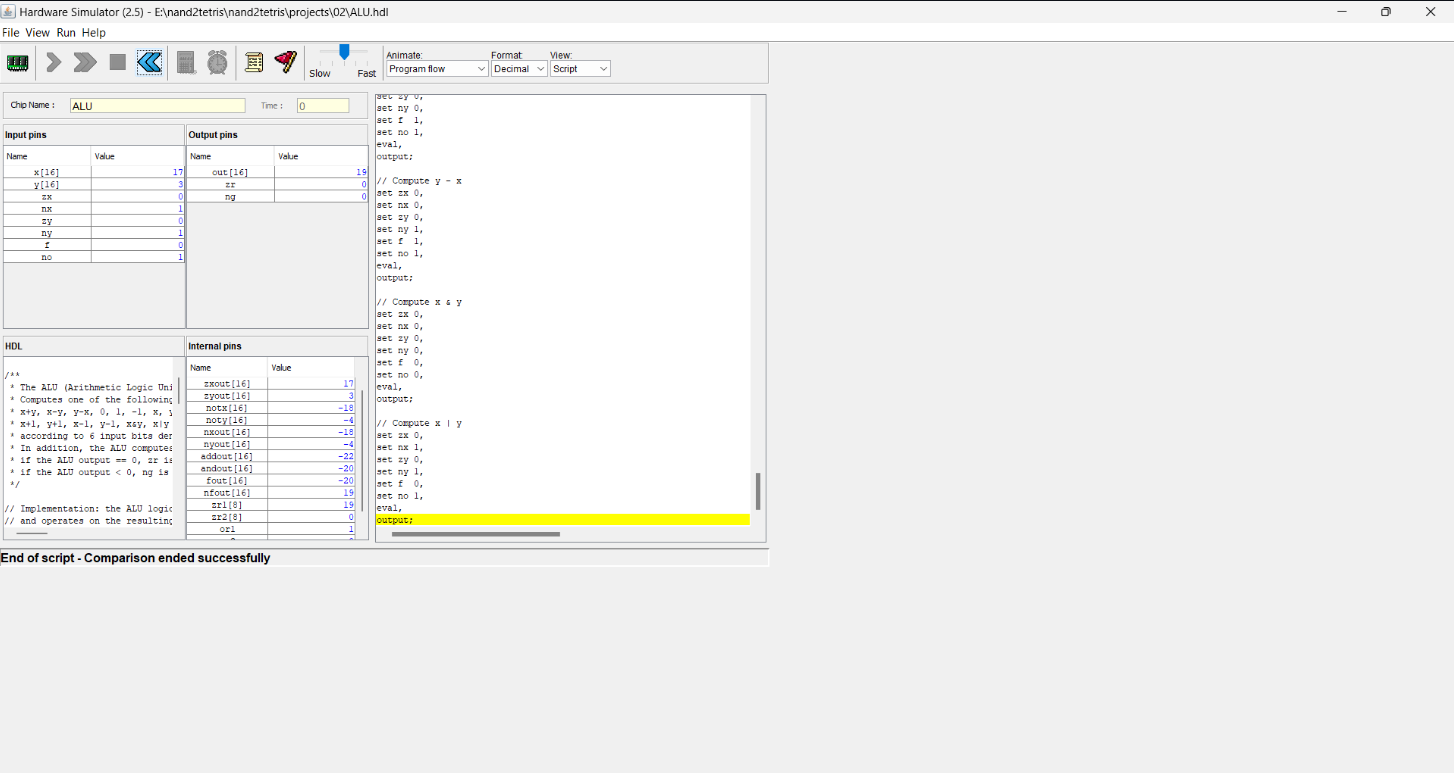 Hardware Simulator (2.5) - E:\nand2tetris\nand2tetris\projects\02\ALU.hdl
File View Run Help
Slow Fast
Animate: Format: View:
Program flow Decimal Script
Chip Name : ALU Time : 0
Input pins
Name Value
x[16] 17
y[16] 3
zx 0
nx 1
zy 0
ny 1
f 0
no 1
Output pins
Name Value
out[16] 19
zr 0
ng 0
HDL
/**
* The ALU (Arithmetic Logic Uni
* Computes one of the following
* x+y, x-y, y-x, 0, 1, -1, x, y
* x+1, y+1, x-1, y-1, x&y, x|y
* according to 6 input bits den
* In addition, the ALU computes
* if the ALU output == 0, zr is
* if the ALU output < 0, ng is
*/
// Implementation: the ALU logic
// and operates on the resulting
Internal pins
Name Value
zxout[16] 17
zyout[16] 3
notx[16] -18
noty[16] -4
nxout[16] -18
nyout[16] -4
addout[16] -22
andout[16] -20
fout[16] -20
nfout[16] 19
zr1[8] 19
zr2[8] 0
or1 1
set zy 0,
set ny 0,
set f 1,
set no 1,
eval,
output;
// Compute y - x
set zx 0,
set nx 0,
set zy 0,
set ny 1,
set f 1,
set no 1,
eval,
output;
// Compute x & y
set zx 0,
set nx 0,
set zy 0,
set ny 0,
set f 0,
set no 0,
eval,
output;
// Compute x | y
set zx 0,
set nx 1,
set zy 0,
set ny 1,
set f 0,
set no 1,
eval,
output;
End of script - Comparison ended successfully